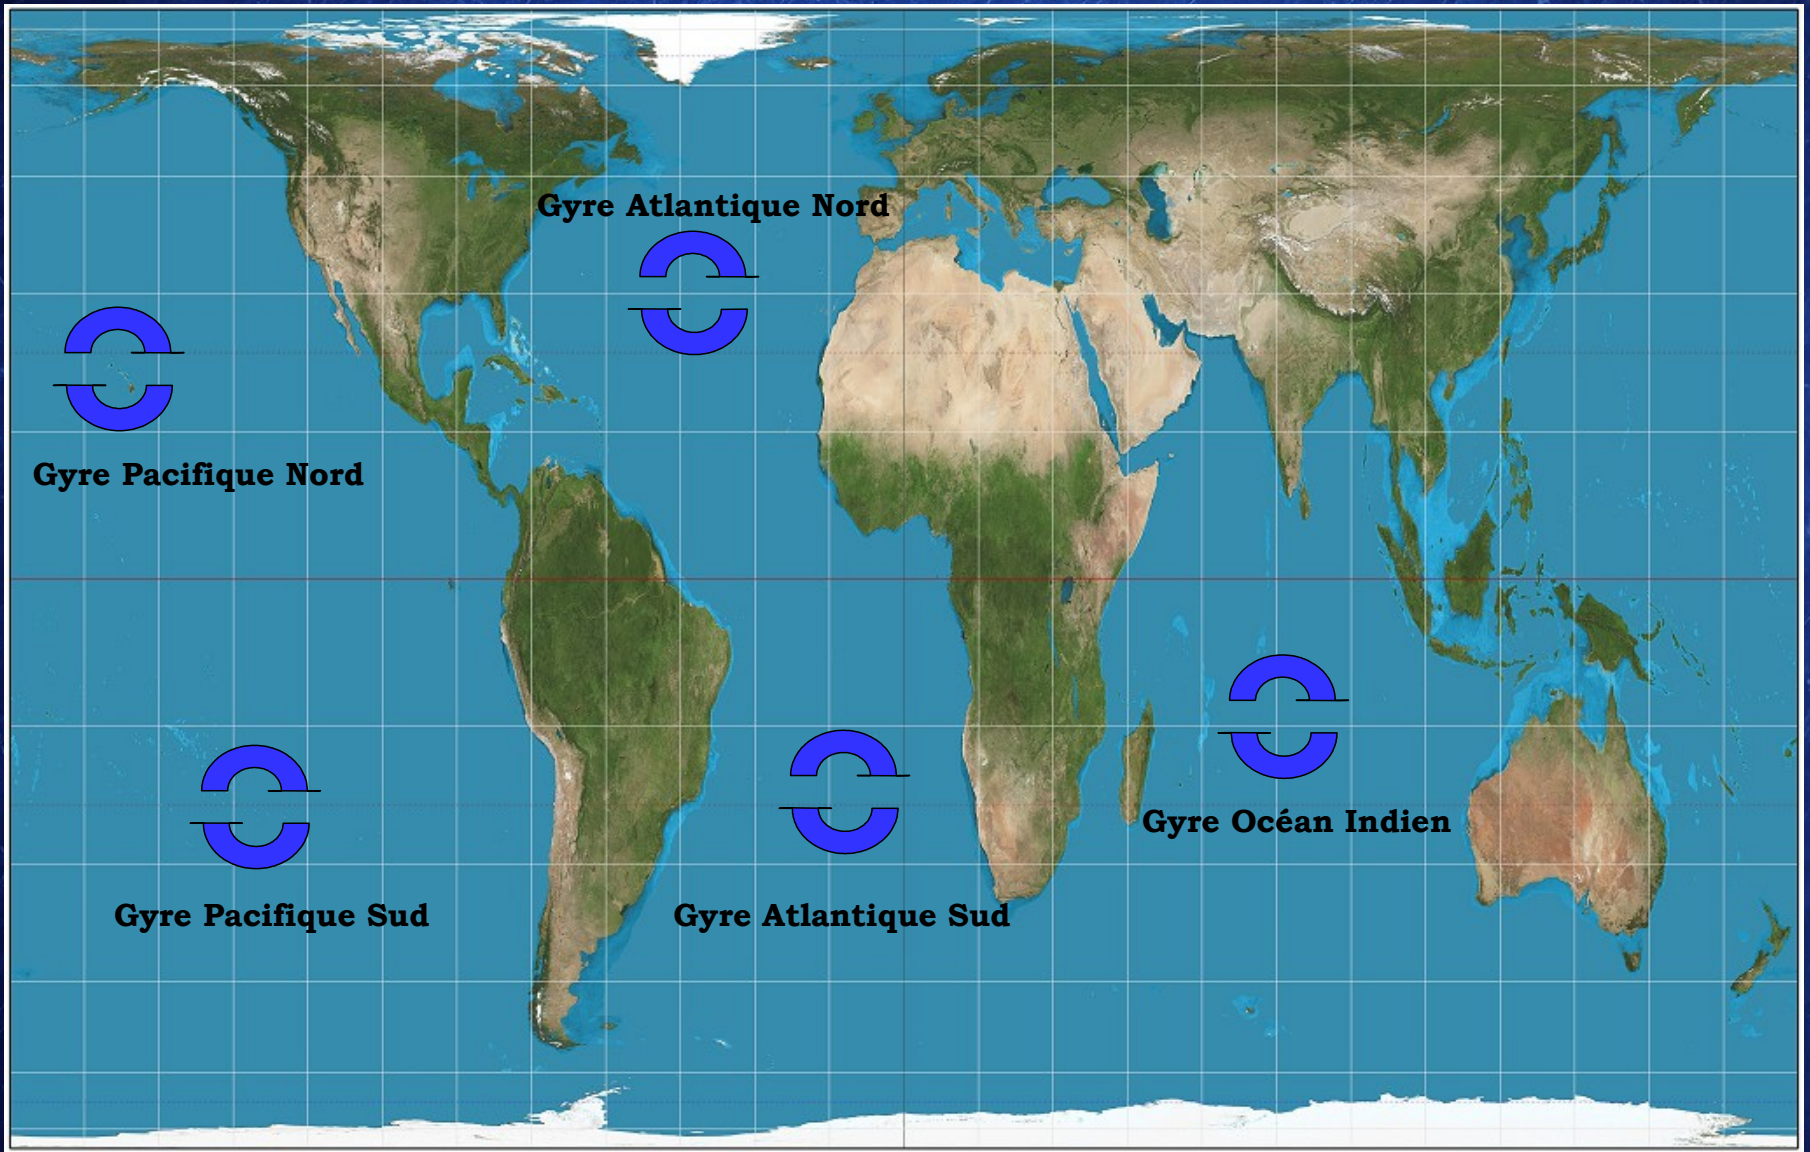 Gyre Atlantique Nord
Gyre Pacifique Nord
Gyre Océan Indien
Gyre Pacifique Sud
Gyre Atlantique Sud